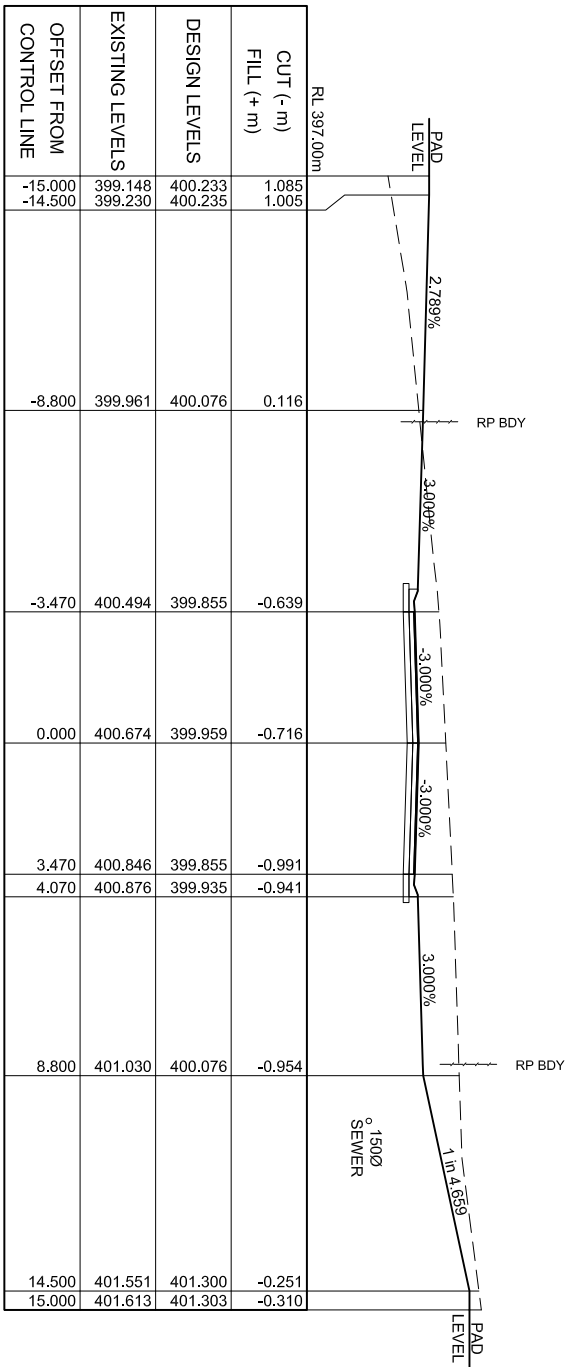 PAD
LEVEL
2.789%
RP BDY
3.000%
-3.000%
-3.000%
3.000%
RP BDY
1 in 4.659
150Ø
SEWER
PAD
LEVEL
RL 397.00m
CUT (- m)
FILL (+ m)
1.085
1.005
0.116
-0.639
-0.716
-0.991
-0.941
-0.954
-0.251
-0.310
DESIGN LEVELS
400.233
400.235
400.076
399.855
399.959
399.855
399.935
400.076
401.300
401.303
EXISTING LEVELS
399.148
399.230
399.961
400.494
400.674
400.846
400.876
401.030
401.551
401.613
OFFSET FROM
CONTROL LINE
-15.000
-14.500
-8.800
-3.470
0.000
3.470
4.070
8.800
14.500
15.000